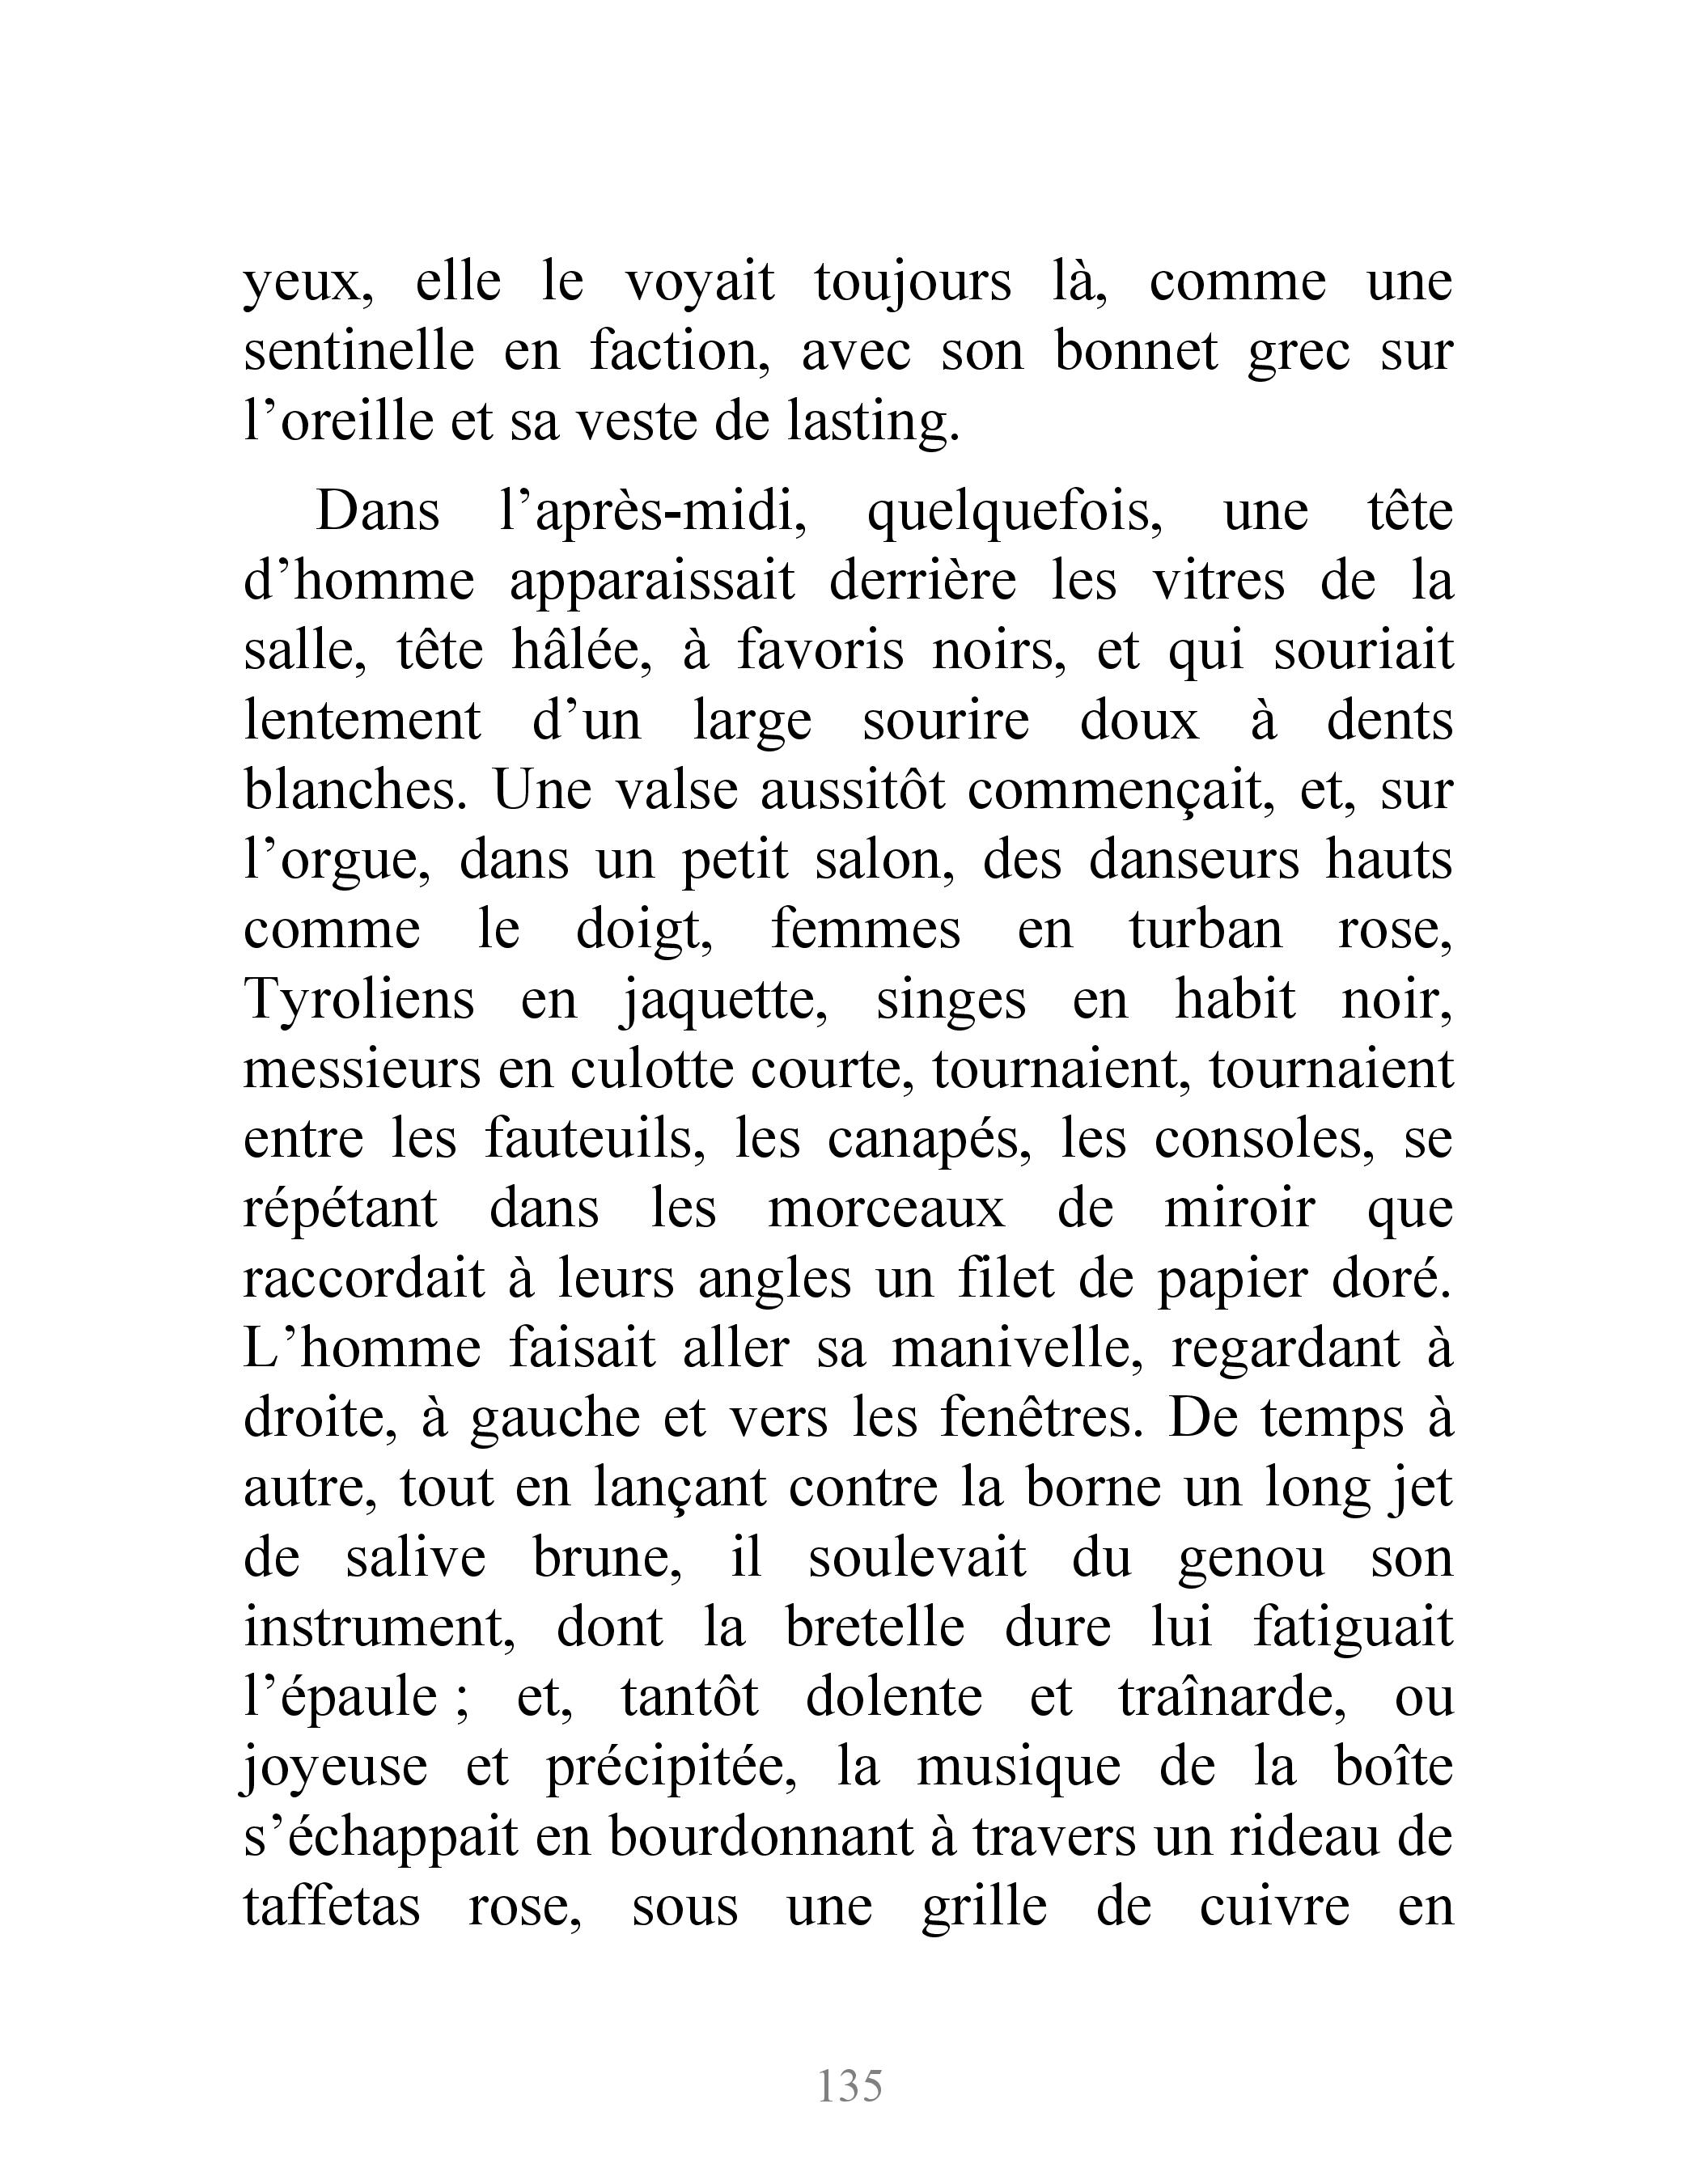 yeux, elle le voyait toujours là, comme une
sentinelle en faction, avec son bonnet grec sur
l’oreille et sa veste de lasting.
Dans l’après-midi, quelquefois, une tête
d’homme apparaissait derrière les vitres de la
salle, tête hâlée, à favoris noirs, et qui souriait
lentement d’un large sourire doux à dents
blanches. Une valse aussitôt commençait, et, sur
l’orgue, dans un petit salon, des danseurs hauts
comme le doigt, femmes en turban rose,
Tyroliens en jaquette, singes en habit noir,
messieurs en culotte courte, tournaient, tournaient
entre les fauteuils, les canapés, les consoles, se
répétant dans les morceaux de miroir que
raccordait à leurs angles un filet de papier doré.
L’homme faisait aller sa manivelle, regardant à
droite, à gauche et vers les fenêtres. De temps à
autre, tout en lançant contre la borne un long jet
de salive brune, il soulevait du genou son
instrument, dont la bretelle dure lui fatiguait
l’épaule ; et, tantôt dolente et traînarde, ou
joyeuse et précipitée, la musique de la boîte
s’échappait en bourdonnant à travers un rideau de
taffetas rose, sous une grille de cuivre en
135